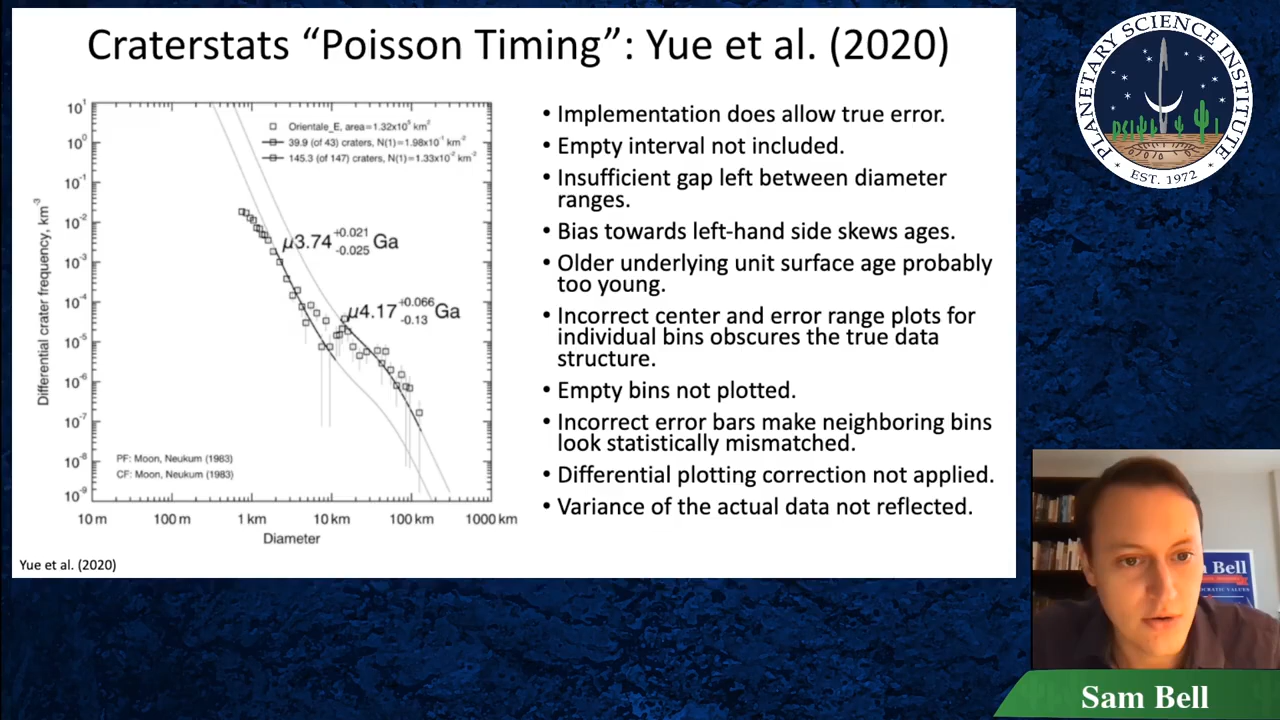 Craterstats “Poisson Timing”: Yue et al. (2020)
10¹
10⁰
10⁻¹
10⁻²
10⁻³
10⁻⁴
10⁻⁵
10⁻⁶
10⁻⁷
10⁻⁸
10⁻⁹
Differential crater frequency, km⁻³
Orientale_E, area=1.32x10⁵ km²
39.9 (of 43) craters, N(1)=1.98x10⁻¹ km⁻²
145.3 (of 147) craters, N(1)=1.33x10⁻² km⁻²
μ3.74 +0.021 -0.025 Ga
μ4.17 +0.066 -0.13 Ga
PF: Moon, Neukum (1983)
CF: Moon, Neukum (1983)
10 m 100 m 1 km 10 km 100 km 1000 km
Diameter
Yue et al. (2020)
• Implementation does allow true error.
• Empty interval not included.
• Insufficient gap left between diameter
ranges.
• Bias towards left-hand side skews ages.
• Older underlying unit surface age probably
too young.
• Incorrect center and error range plots for
individual bins obscures the true data
structure.
• Empty bins not plotted.
• Incorrect error bars make neighboring bins
look statistically mismatched.
• Differential plotting correction not applied.
• Variance of the actual data not reflected.
PLANETARY SCIENCE INSTITUTE
EST. 1972
Bell
Sam Bell